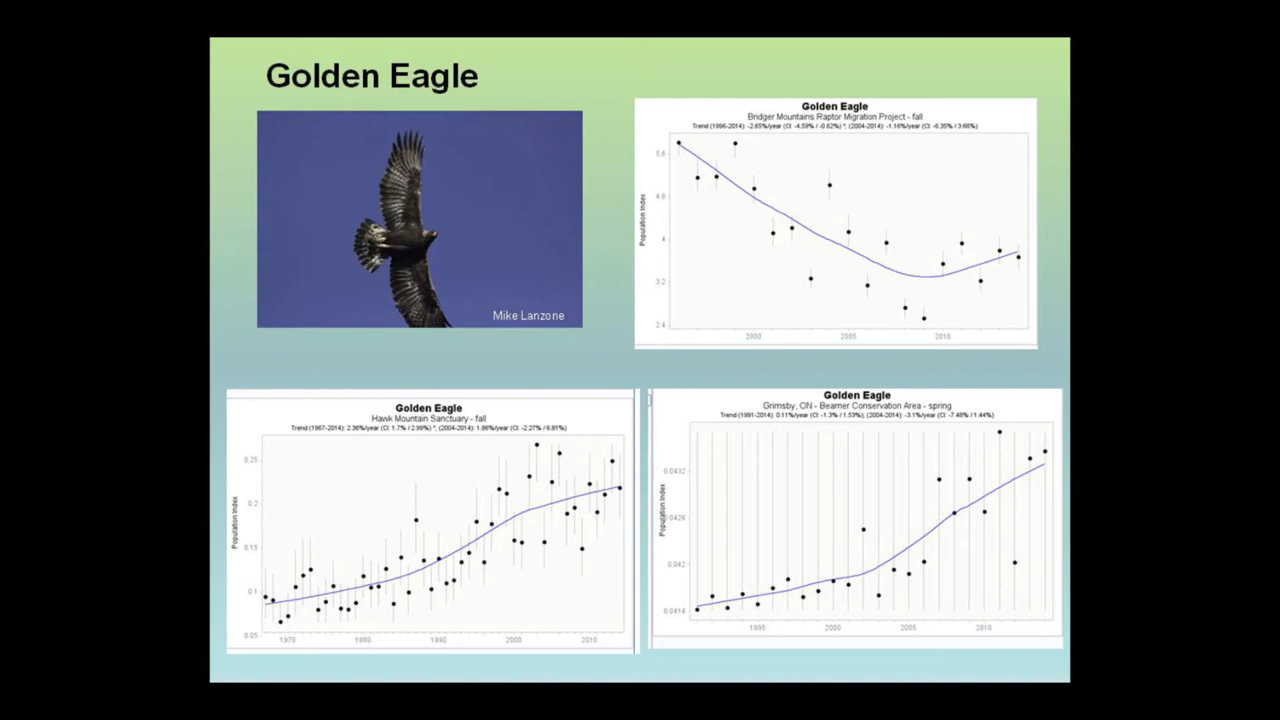 Golden Eagle
Mike Lanzone
Golden Eagle
Bridger Mountains Raptor Migration Project - fall
Trend (1996-2014): -2.65%/year (CI: -4.59% / -0.62%) *; (2004-2014): -1.16%/year (CI: -6.35% / 3.66%)
Population Index
5.6
4.8
4
3.2
2.4
2000
2005
2010
Golden Eagle
Hawk Mountain Sanctuary - fall
Trend (1967-2014): 2.36%/year (CI: 1.7% / 2.99%) *; (2004-2014): 1.86%/year (CI: -2.27% / 6.81%)
Population Index
0.25
0.2
0.15
0.1
0.05
1970
1980
1990
2000
2010
Golden Eagle
Grimsby, ON - Beamer Conservation Area - spring
Trend (1991-2014): 0.11%/year (CI: -1.3% / 1.53%); (2004-2014): -3.1%/year (CI: -7.48% / 1.44%)
Population Index
0.0432
0.0426
0.042
0.0414
1995
2000
2005
2010